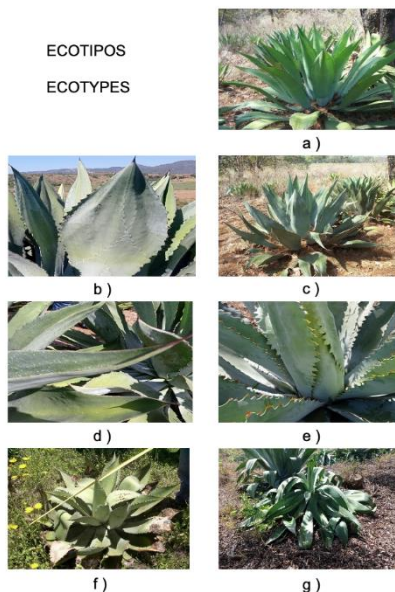 ECOTIPOS
ECOTYPES
a )
b )
c )
d )
e )
f )
g )